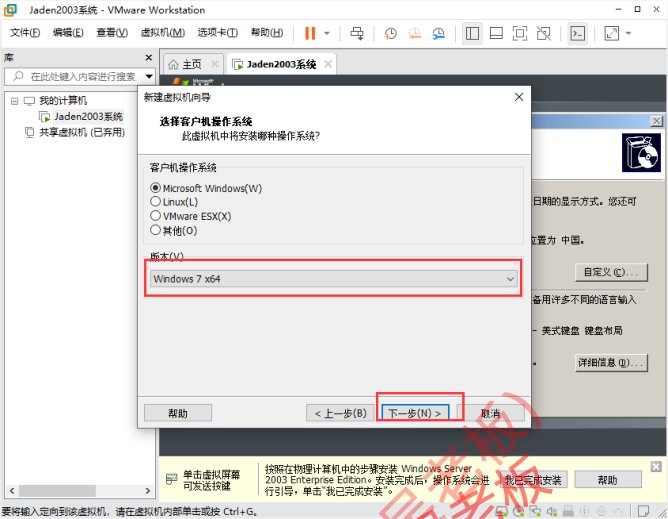 Jaden2003系统 - VMware Workstation
文件(F) 编辑(E) 查看(V) 虚拟机(M) 选项卡(T) 帮助(H)
库
在此处键入内容进行搜索
我的计算机
Jaden2003系统
共享虚拟机 (已弃用)
主页
Jaden2003系统
Microsoft
新建虚拟机向导
选择客户机操作系统
此虚拟机中将安装哪种操作系统?
客户机操作系统
Microsoft Windows(W)
Linux(L)
VMware ESX(X)
其他(O)
版本(V)
Windows 7 x64
帮助
< 上一步(B)
下一步(N) >
取消
日期的显示方式。您还可
位置为 中国。
自定义(C)...
备用许多不同的语言输入
- 美式键盘 键盘布局
详细信息(D)...
单击虚拟屏幕
可发送按键
按照在物理计算机中的步骤安装 Windows Server
2003 Enterprise Edition。安装完成后，操作系统会进
行引导，单击“我已完成安装”。
我已完成安装
帮助
要将输入定向到该虚拟机，请在虚拟机内部单击或按 Ctrl+G。
老板)
老板